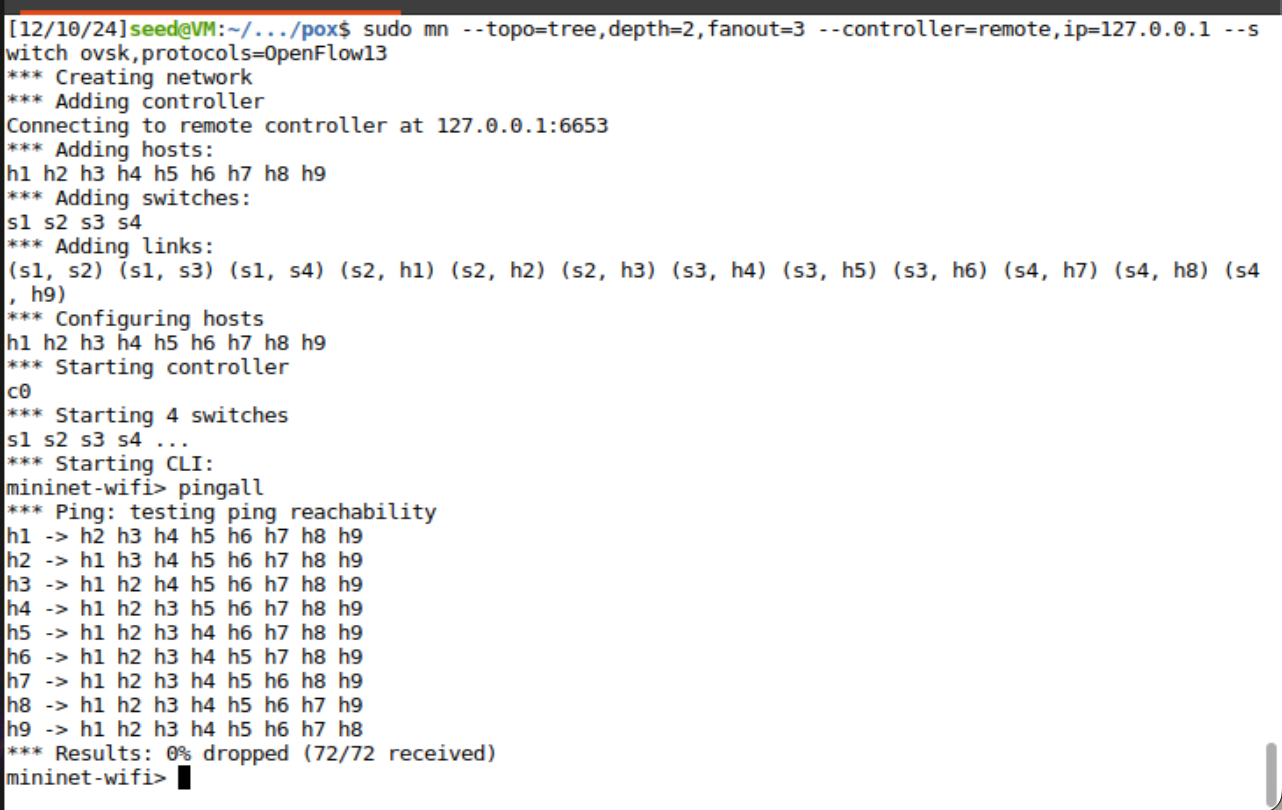 [12/10/24]seed@VM:~/.../pox$ sudo mn --topo=tree,depth=2,fanout=3 --controller=remote,ip=127.0.0.1 --s
witch ovsk,protocols=OpenFlow13
*** Creating network
*** Adding controller
Connecting to remote controller at 127.0.0.1:6653
*** Adding hosts:
h1 h2 h3 h4 h5 h6 h7 h8 h9
*** Adding switches:
s1 s2 s3 s4
*** Adding links:
(s1, s2) (s1, s3) (s1, s4) (s2, h1) (s2, h2) (s2, h3) (s3, h4) (s3, h5) (s3, h6) (s4, h7) (s4, h8) (s4
, h9)
*** Configuring hosts
h1 h2 h3 h4 h5 h6 h7 h8 h9
*** Starting controller
c0
*** Starting 4 switches
s1 s2 s3 s4 ...
*** Starting CLI:
mininet-wifi> pingall
*** Ping: testing ping reachability
h1 -> h2 h3 h4 h5 h6 h7 h8 h9
h2 -> h1 h3 h4 h5 h6 h7 h8 h9
h3 -> h1 h2 h4 h5 h6 h7 h8 h9
h4 -> h1 h2 h3 h5 h6 h7 h8 h9
h5 -> h1 h2 h3 h4 h6 h7 h8 h9
h6 -> h1 h2 h3 h4 h5 h7 h8 h9
h7 -> h1 h2 h3 h4 h5 h6 h8 h9
h8 -> h1 h2 h3 h4 h5 h6 h7 h9
h9 -> h1 h2 h3 h4 h5 h6 h7 h8
*** Results: 0% dropped (72/72 received)
mininet-wifi>